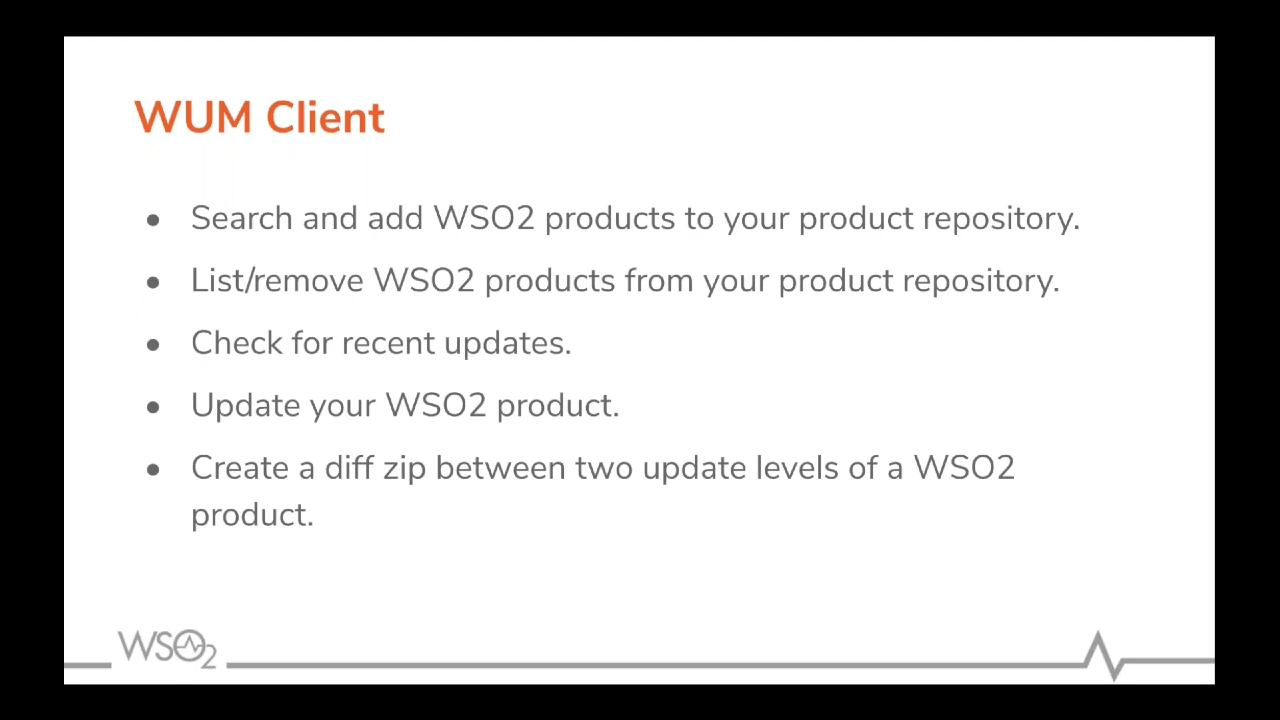 WUM Client
● Search and add WSO2 products to your product repository.
● List/remove WSO2 products from your product repository.
● Check for recent updates.
● Update your WSO2 product.
● Create a diff zip between two update levels of a WSO2
product.
WSO2